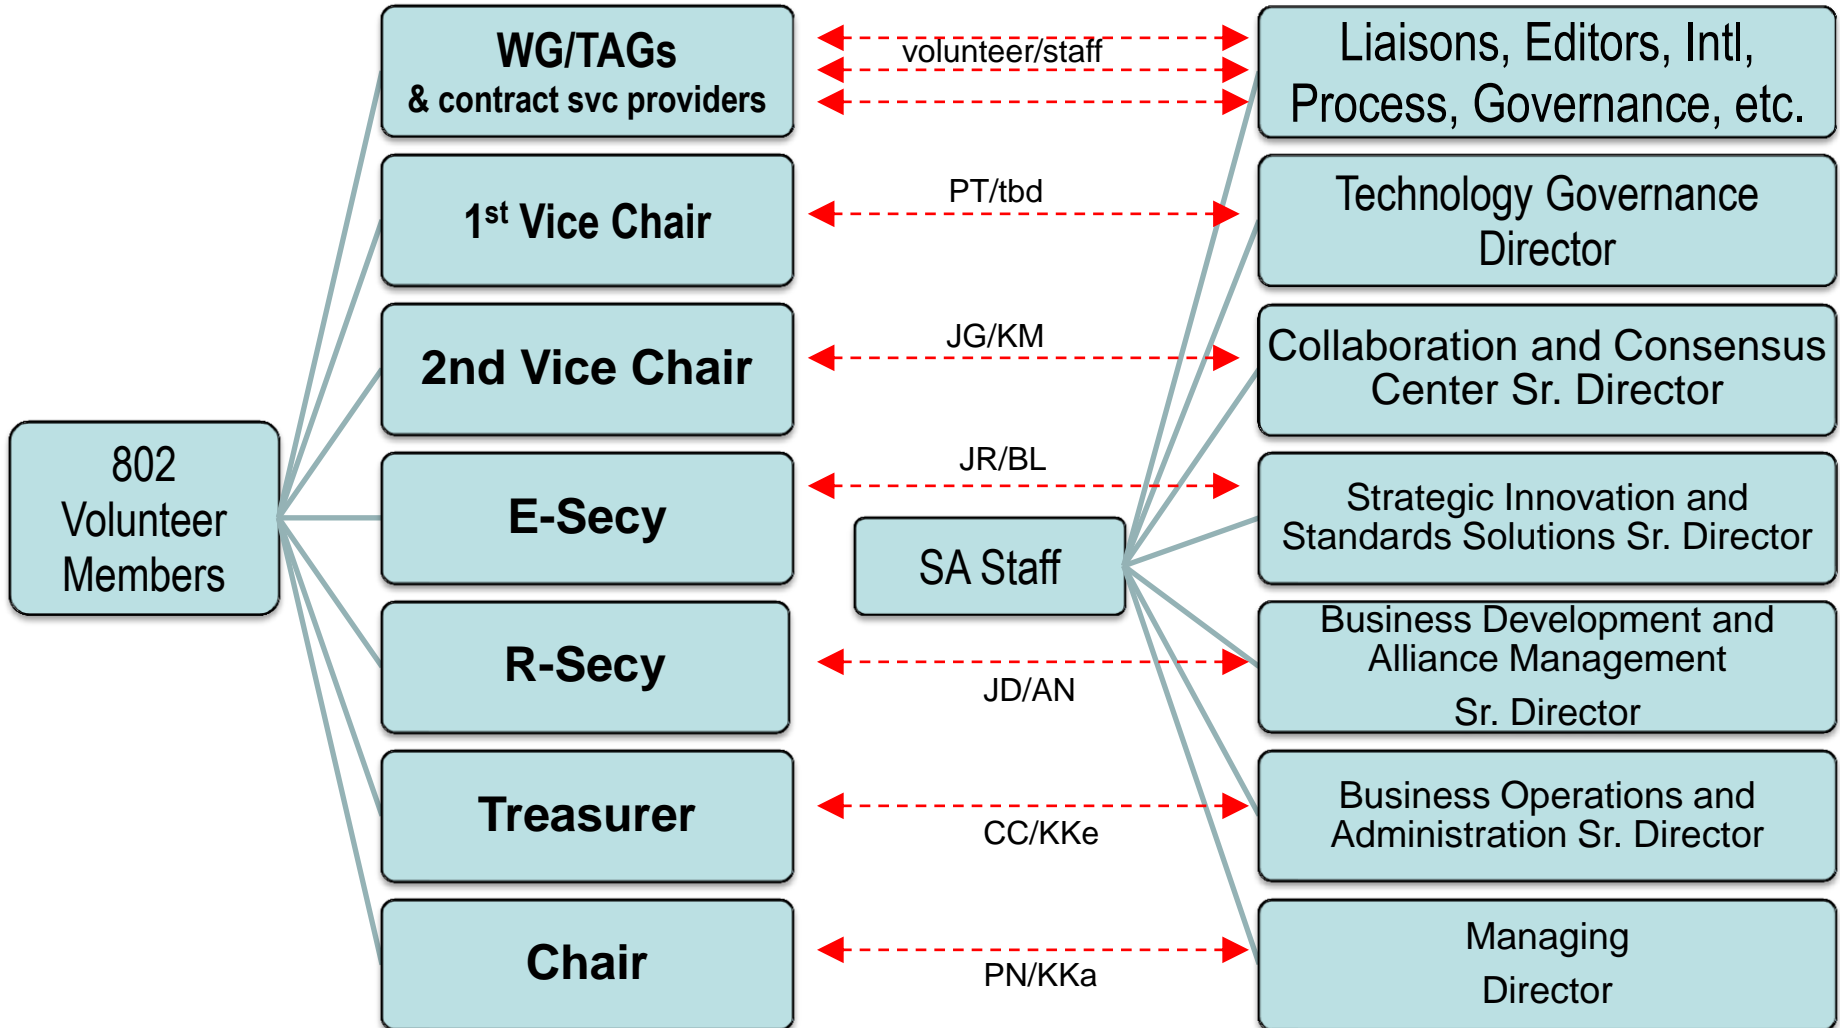 WG/TAGs
& contract svc providers
volunteer/staff
Liaisons, Editors, Intl,
Process, Governance, etc.
1st Vice Chair
PT/tbd
Technology Governance
Director
2nd Vice Chair
JG/KM
Collaboration and Consensus
Center Sr. Director
802
Volunteer
Members
E-Secy
JR/BL
SA Staff
Strategic Innovation and
Standards Solutions Sr. Director
R-Secy
JD/AN
Business Development and
Alliance Management
Sr. Director
Treasurer
CC/KKe
Business Operations and
Administration Sr. Director
Chair
PN/KKa
Managing
Director